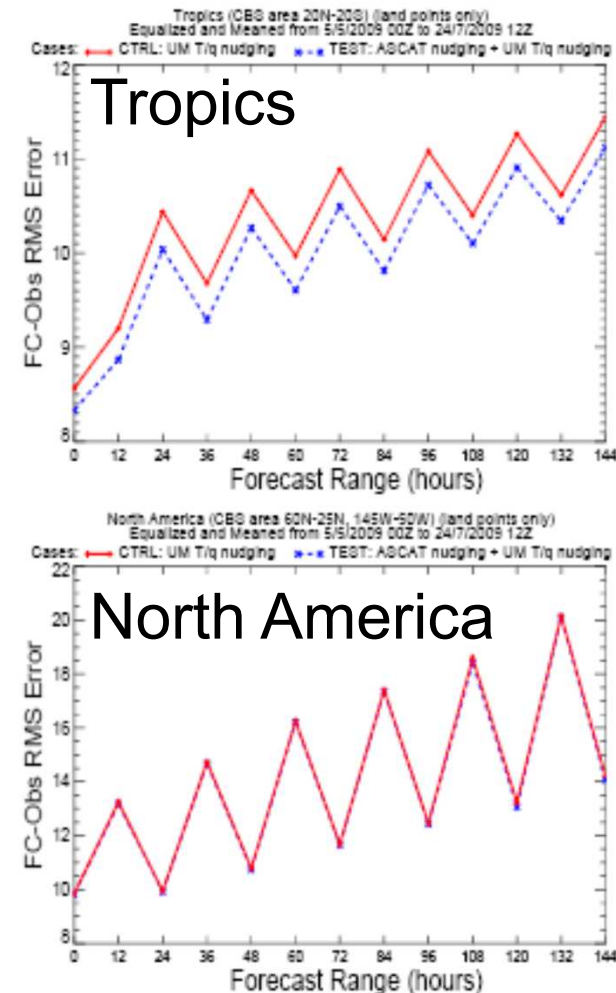 Tropics (CBS area 20N-20S) (land points only)
Equalized and Meaned from 5/5/2009 00Z to 24/7/2009 12Z
Cases: CTRL: UM T/q nudging TEST: ASCAT nudging + UM T/q nudging
Tropics
12
11
10
9
8
FC-Obs RMS Error
0 12 24 36 48 60 72 84 96 108 120 132 144
Forecast Range (hours)
North America (CBS area 60N-25N, 145W-50W) (land points only)
Equalized and Meaned from 5/5/2009 00Z to 24/7/2009 12Z
Cases: CTRL: UM T/q nudging TEST: ASCAT nudging + UM T/q nudging
North America
22
20
18
16
14
12
10
8
FC-Obs RMS Error
0 12 24 36 48 60 72 84 96 108 120 132 144
Forecast Range (hours)